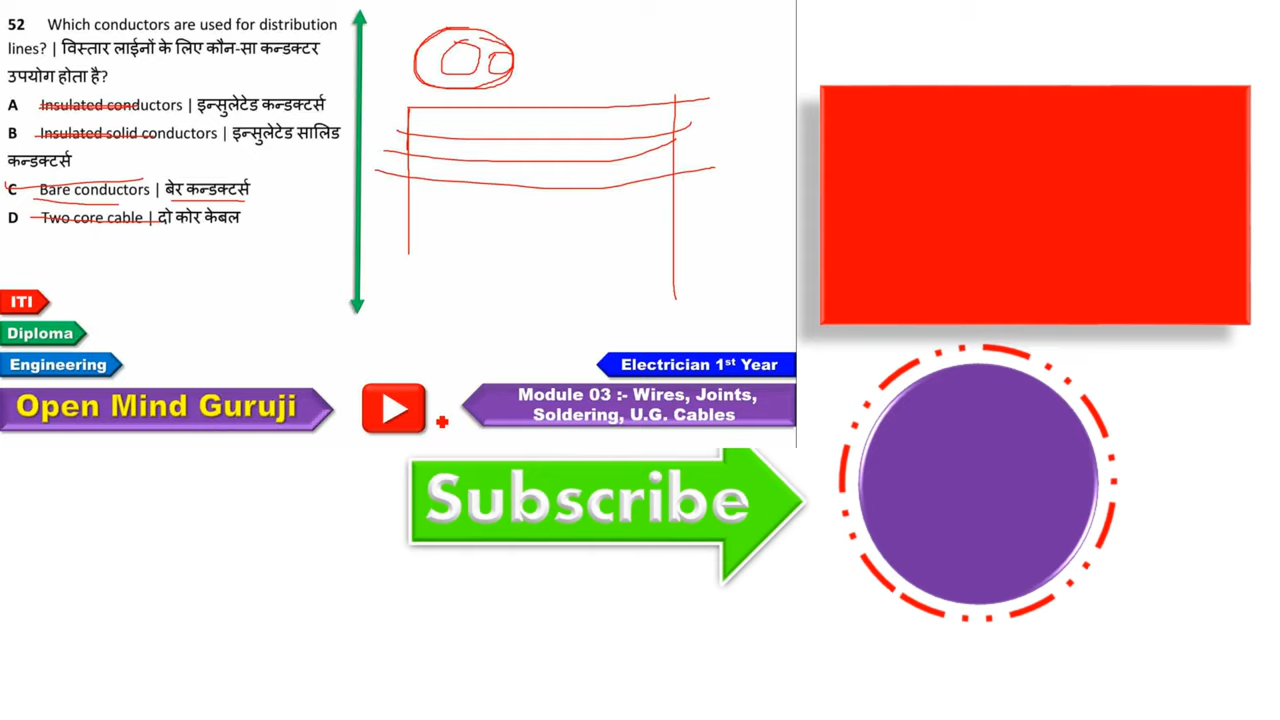 52 Which conductors are used for distribution
lines? | विस्तार लाईनों के लिए कौन-सा कन्डक्टर
उपयोग होता है?
A Insulated conductors | इन्सुलेटेड कन्डक्टर्स
B Insulated solid conductors | इन्सुलेटेड सालिड
कन्डक्टर्स
C Bare conductors | बेर कन्डक्टर्स
D Two core cable | दो कोर केबल
ITI
Diploma
Engineering
Open Mind Guruji
Electrician 1st Year
Module 03 :- Wires, Joints,
Soldering, U.G. Cables
Subscribe